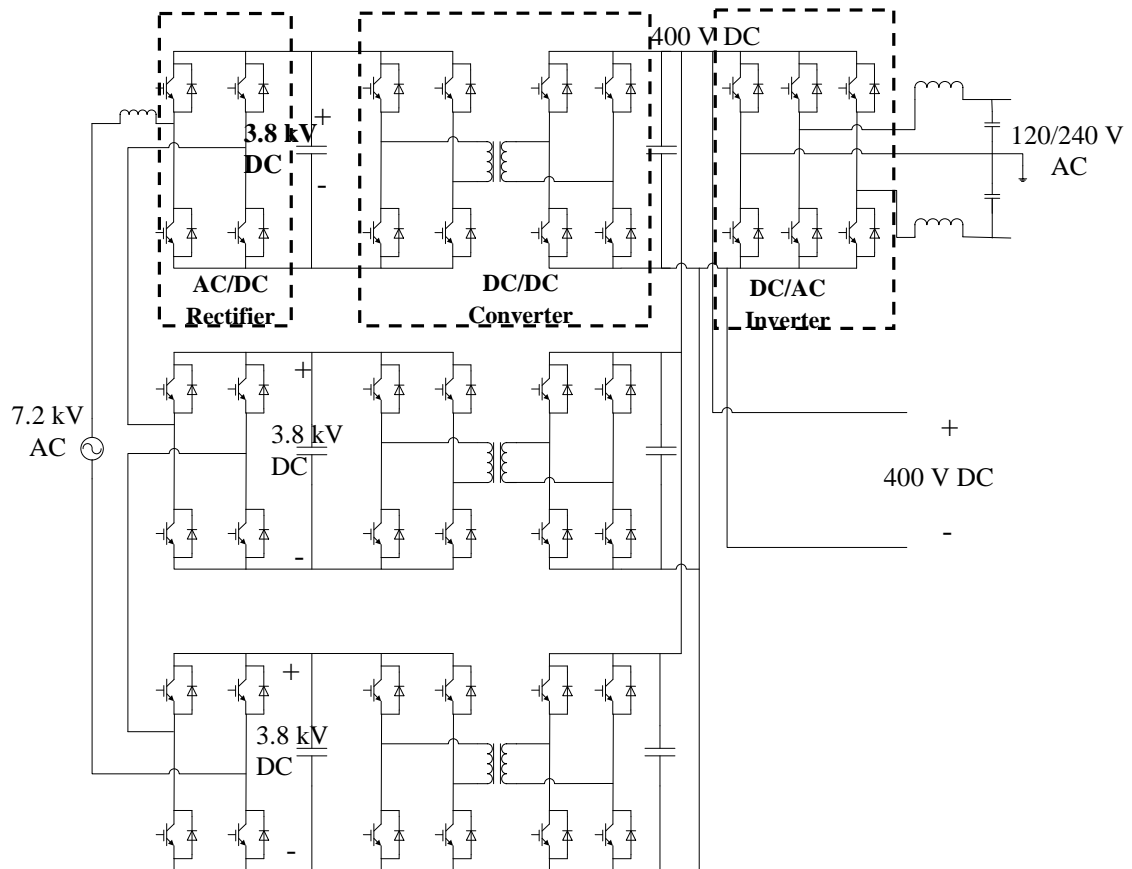 400 V DC
+
3.8 kV
DC
-
120/240 V
AC
AC/DC
Rectifier
DC/DC
Converter
DC/AC
Inverter
+
7.2 kV
AC
3.8 kV
DC
-
+
400 V DC
-
+
3.8 kV
DC
-